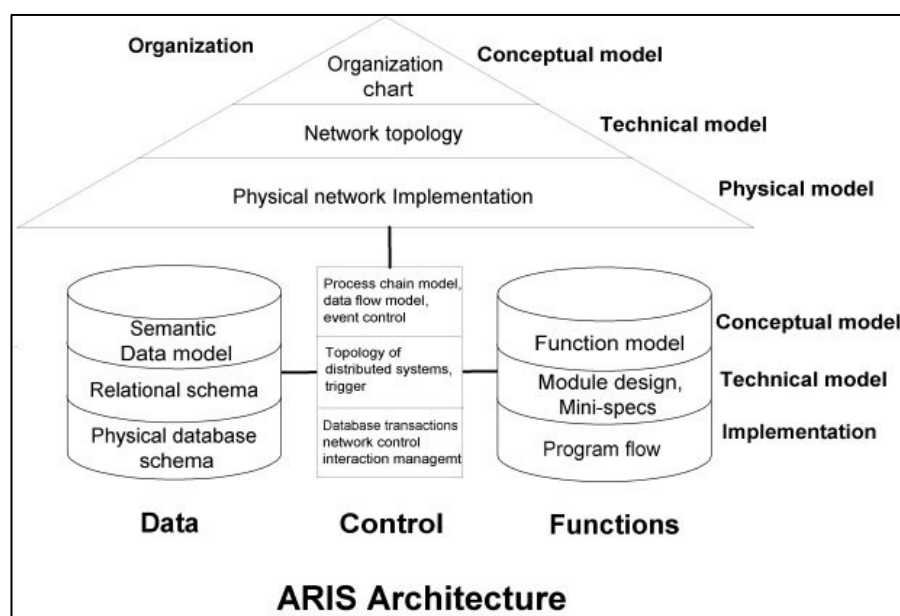 Organization
Conceptual model
Organization
chart
Technical model
Network topology
Physical model
Physical network Implementation
Process chain model,
data flow model,
event control
Semantic
Data model
Conceptual model
Function model
Topology of
distributed systems,
trigger
Relational schema
Technical model
Module design,
Mini-specs
Physical database
schema
Database transactions
network control
interaction managemt
Implementation
Program flow
Data
Control
Functions
ARIS Architecture